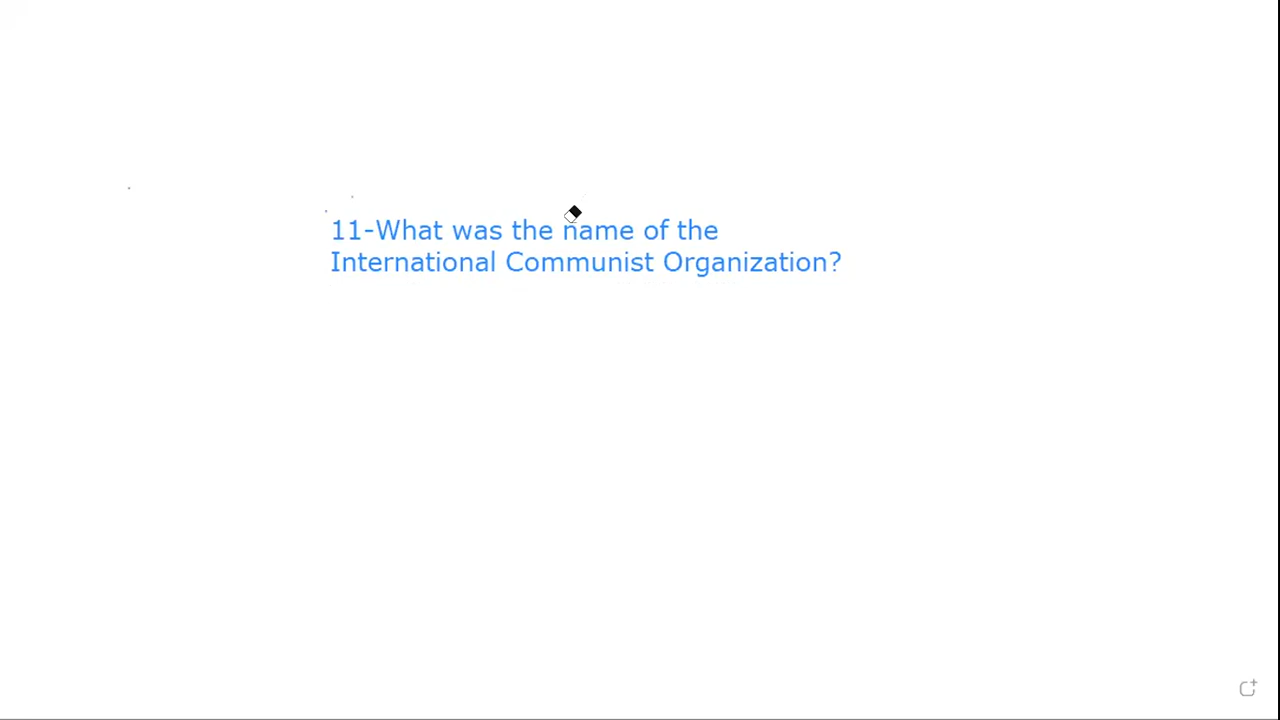 11-What was the name of the
International Communist Organization?